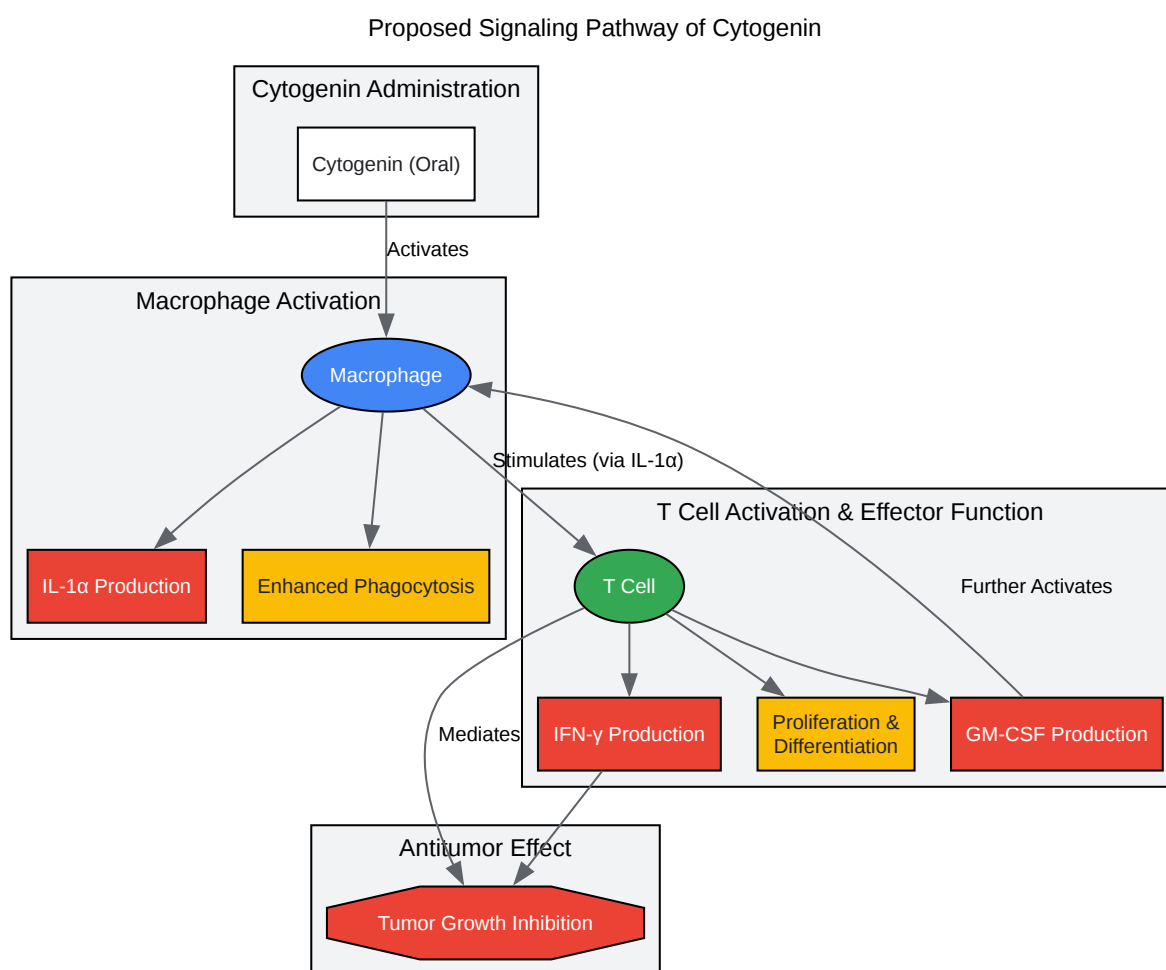 Proposed Signaling Pathway of Cytogenin
Cytogenin Administration
Cytogenin (Oral)
Activates
Macrophage Activation
Macrophage
Stimulates (via IL-1α)
T Cell Activation & Effector Function
IL-1α Production
Enhanced Phagocytosis
T Cell
Further Activates
Mediates
IFN-γ Production
Proliferation &
Differentiation
GM-CSF Production
Antitumor Effect
Tumor Growth Inhibition